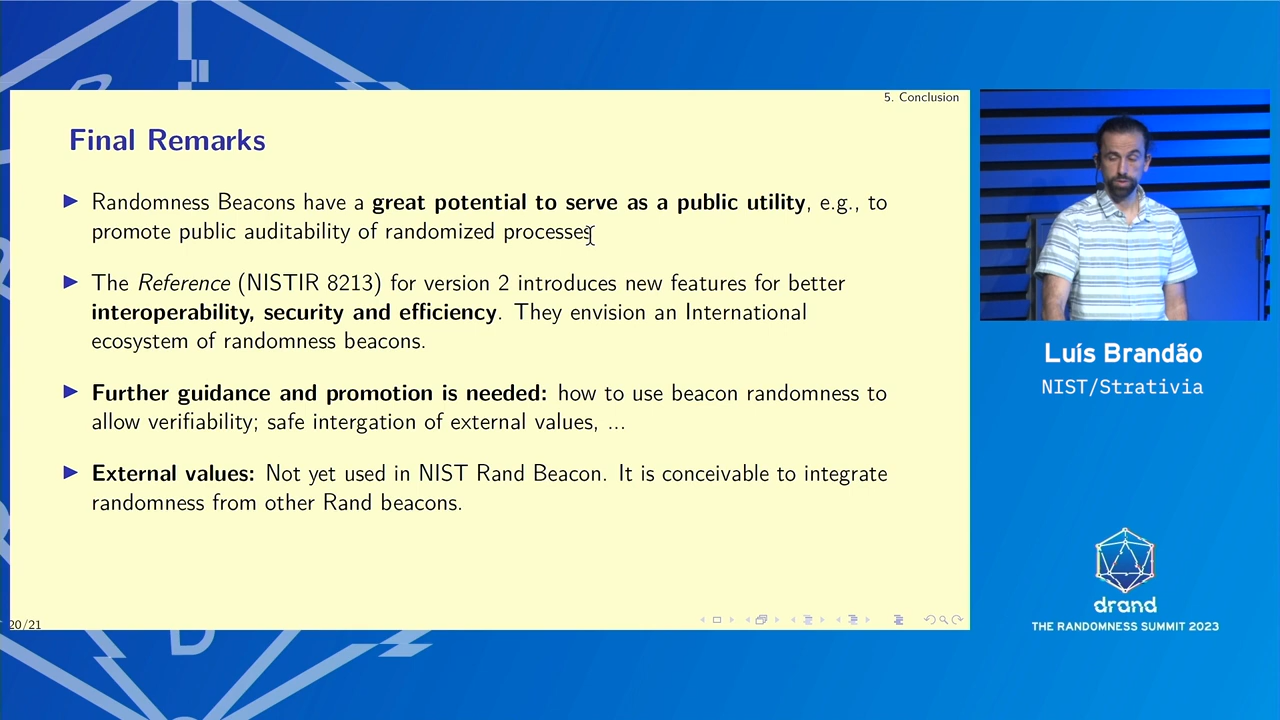 5. Conclusion
Final Remarks
Randomness Beacons have a great potential to serve as a public utility, e.g., to
promote public auditability of randomized processes
The Reference (NISTIR 8213) for version 2 introduces new features for better
interoperability, security and efficiency. They envision an International
ecosystem of randomness beacons.
Further guidance and promotion is needed: how to use beacon randomness to
allow verifiability; safe intergation of external values, ...
External values: Not yet used in NIST Rand Beacon. It is conceivable to integrate
randomness from other Rand beacons.
20/21
Luís Brandão
NIST/Strativia
drand
THE RANDOMNESS SUMMIT 2023